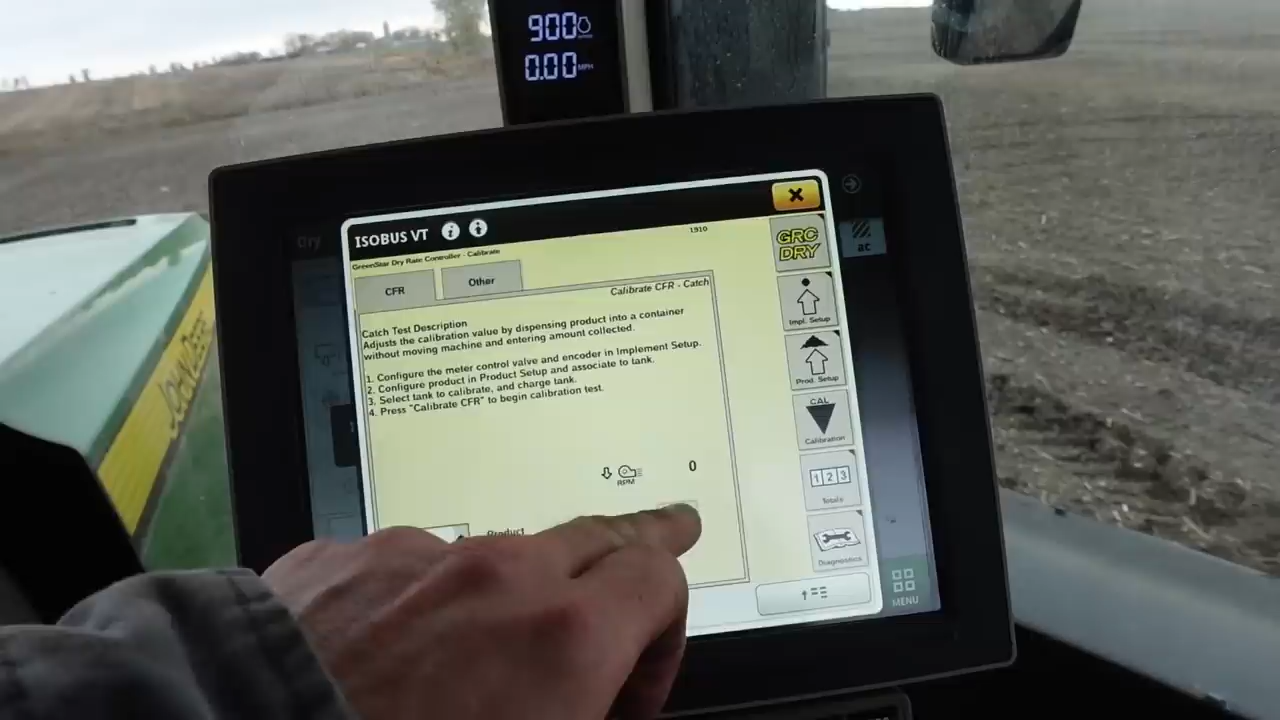 900
0.00 MPH
Dry
ISOBUS VT
1910
GreenStar Dry Rate Controller - Calibrate
GRC
DRY
ac
CFR
Other
Calibrate CFR - Catch
Impl. Setup
Catch Test Description
Adjusts the calibration value by dispensing product into a container
without moving machine and entering amount collected.
1. Configure the meter control valve and encoder in Implement Setup.
2. Configure product in Product Setup and associate to tank.
3. Select tank to calibrate, and charge tank.
4. Press "Calibrate CFR" to begin calibration test.
Prod. Setup
CAL
Calibration
RPM
0
1 2 3
Totals
Product
Diagnostics
MENU
JOHN DEERE